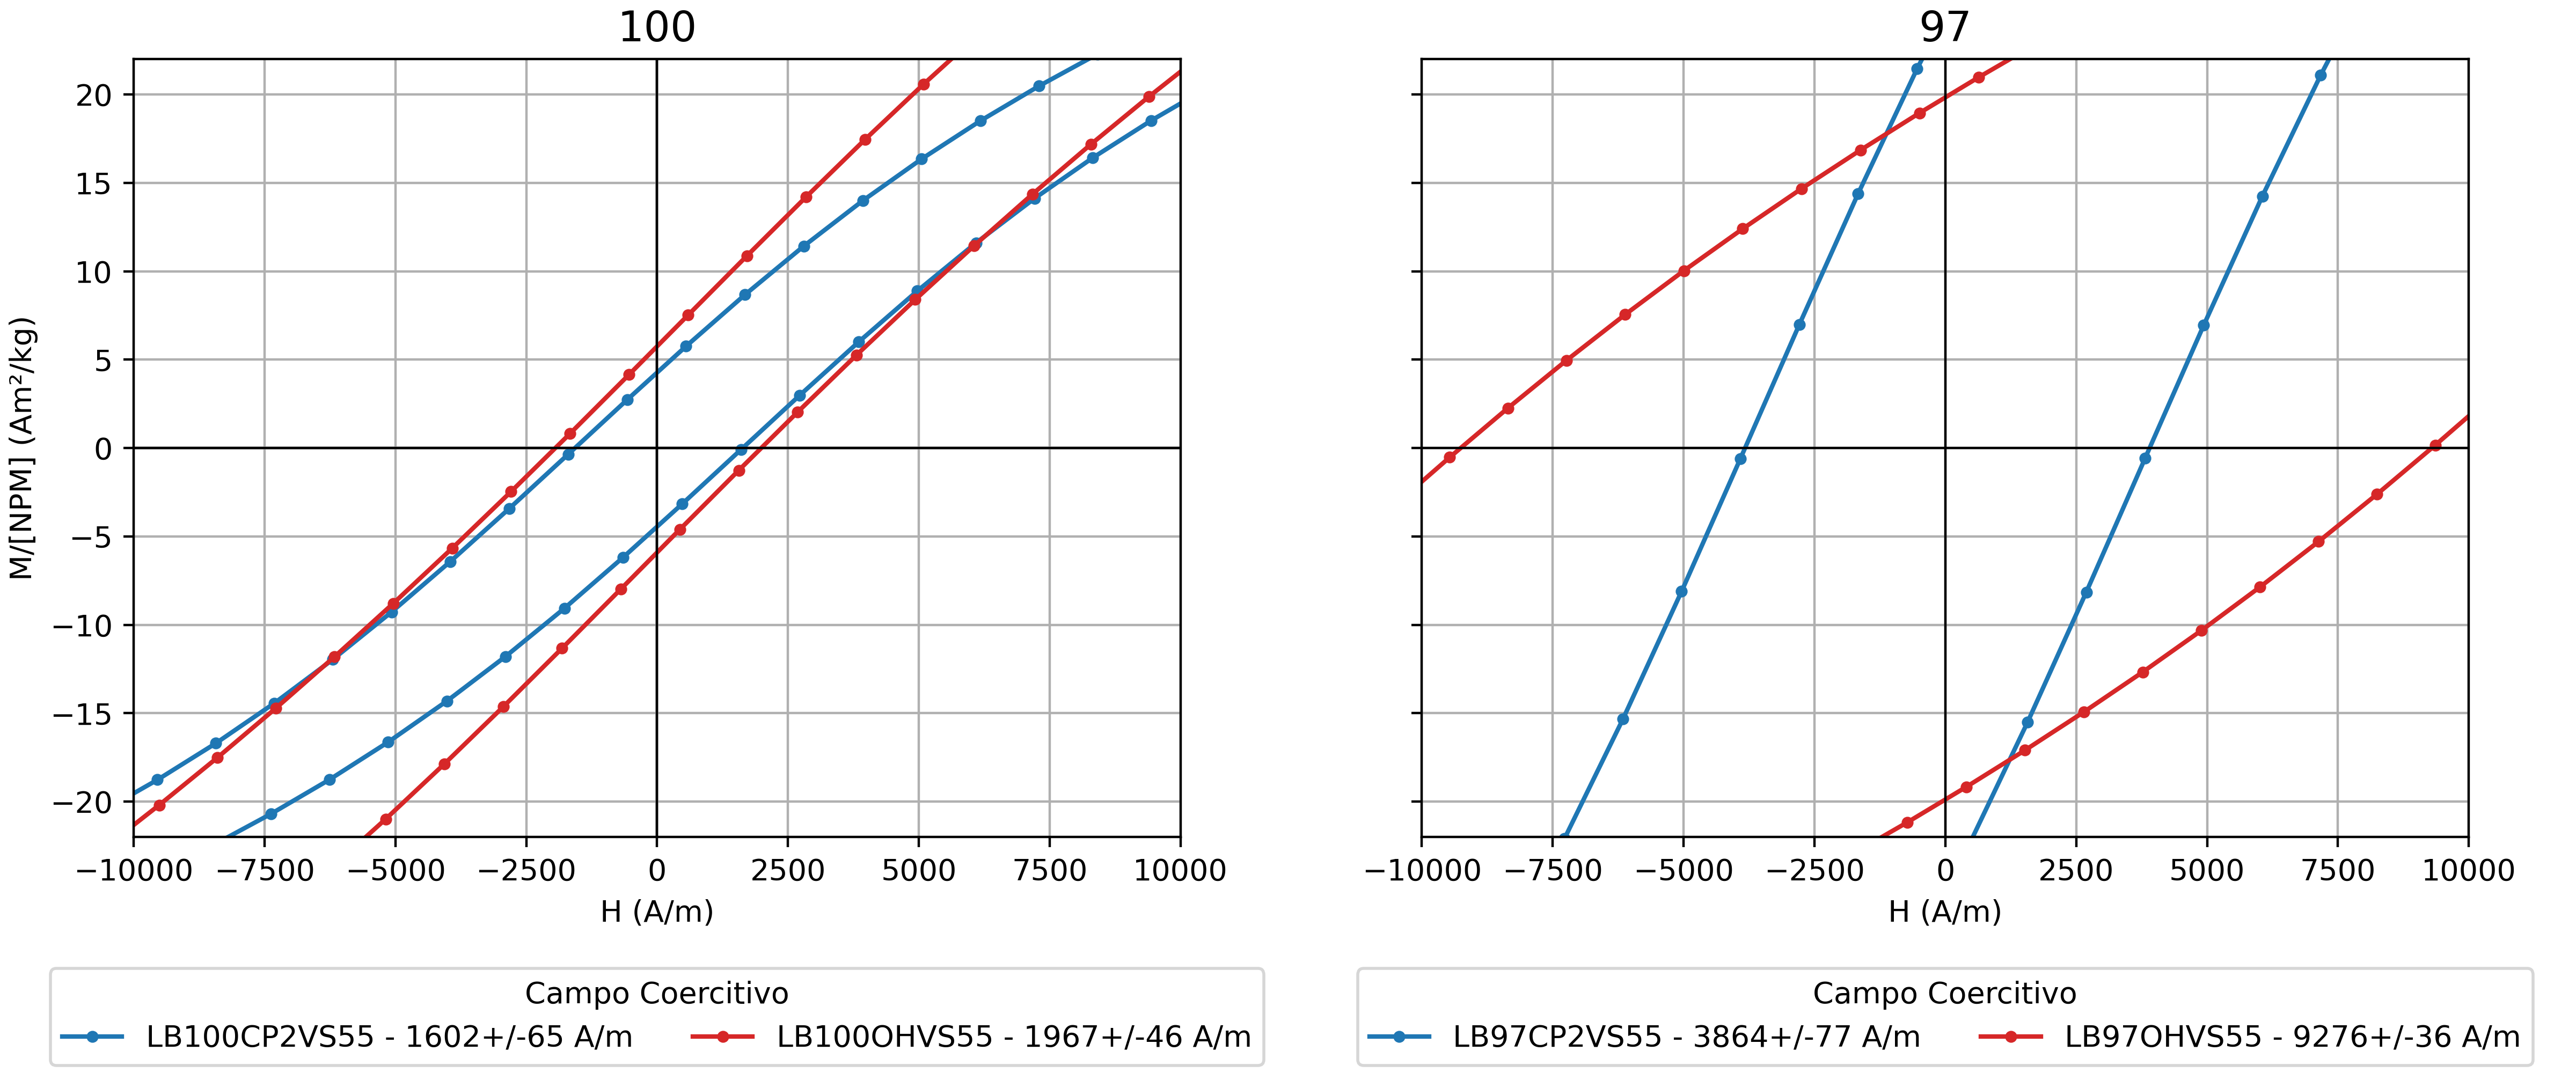 100
97
M/[NPM] (Am²/kg)
20
15
10
5
0
−5
−10
−15
−20
−10000 −7500 −5000 −2500 0 2500 5000 7500 10000
−10000 −7500 −5000 −2500 0 2500 5000 7500 10000
H (A/m)
H (A/m)
Campo Coercitivo
LB100CP2VS55 - 1602+/-65 A/m LB100OHVS55 - 1967+/-46 A/m
Campo Coercitivo
LB97CP2VS55 - 3864+/-77 A/m LB97OHVS55 - 9276+/-36 A/m